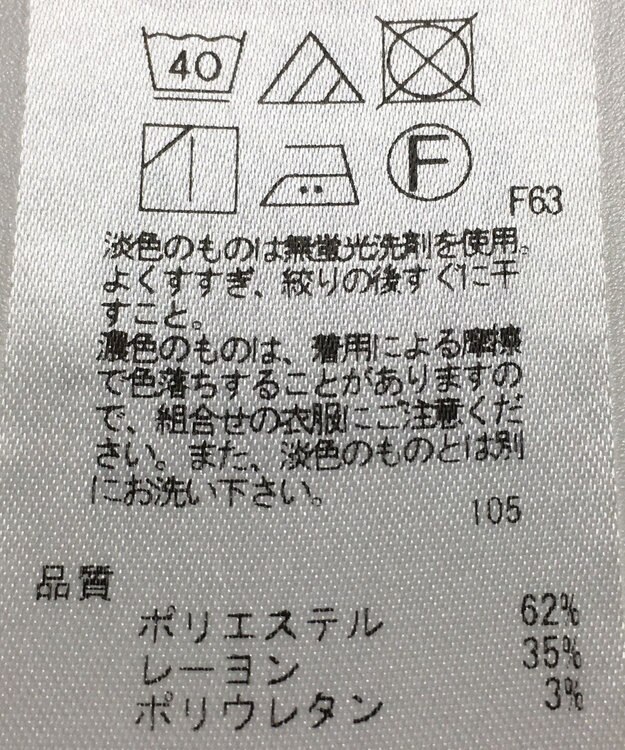 40
F
F63
淡色のものは無蛍光洗剤を使用。
よくすすぎ、絞りの後すぐに干
すこと。
濃色のものは、着用による摩擦
で色落ちすることがありますの
で、組合せの衣服にご注意くだ
さい。また、淡色のものとは別
にお洗い下さい。
105
品質
ポリエステル 62%
レーヨン 35%
ポリウレタン 3%